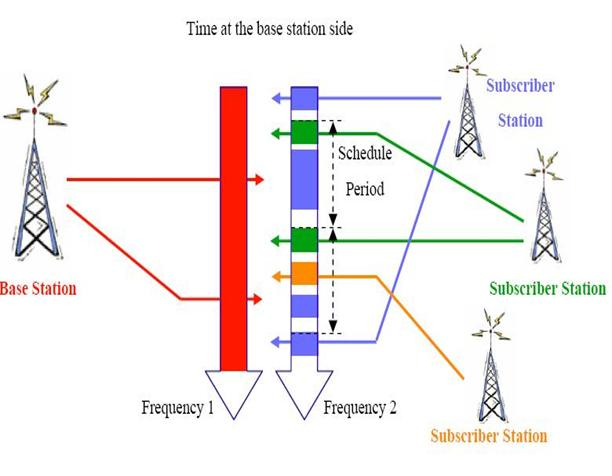 Time at the base station side
Subscriber
Station
Schedule
Period
Base Station
Subscriber Station
Frequency 1
Frequency 2
Subscriber Station